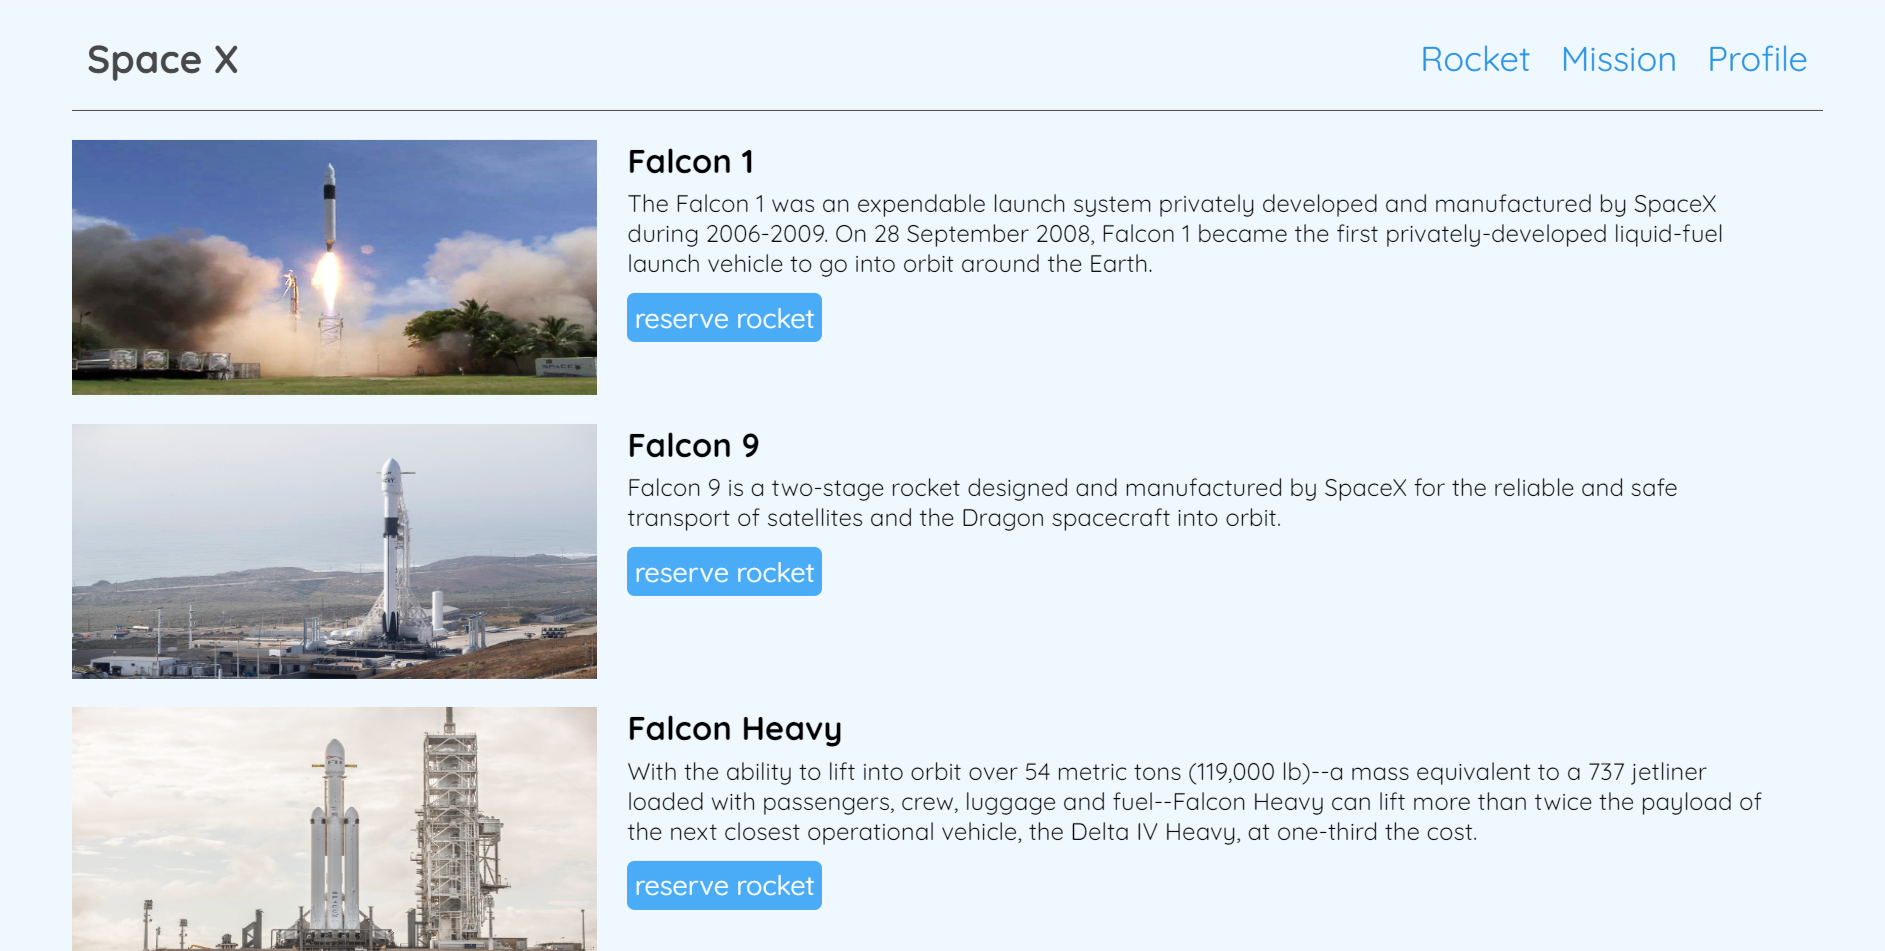 Space X
Rocket Mission Profile
Falcon 1
The Falcon 1 was an expendable launch system privately developed and manufactured by SpaceX
during 2006-2009. On 28 September 2008, Falcon 1 became the first privately-developed liquid-fuel
launch vehicle to go into orbit around the Earth.
reserve rocket
Falcon 9
Falcon 9 is a two-stage rocket designed and manufactured by SpaceX for the reliable and safe
transport of satellites and the Dragon spacecraft into orbit.
reserve rocket
Falcon Heavy
With the ability to lift into orbit over 54 metric tons (119,000 lb)--a mass equivalent to a 737 jetliner
loaded with passengers, crew, luggage and fuel--Falcon Heavy can lift more than twice the payload of
the next closest operational vehicle, the Delta IV Heavy, at one-third the cost.
reserve rocket